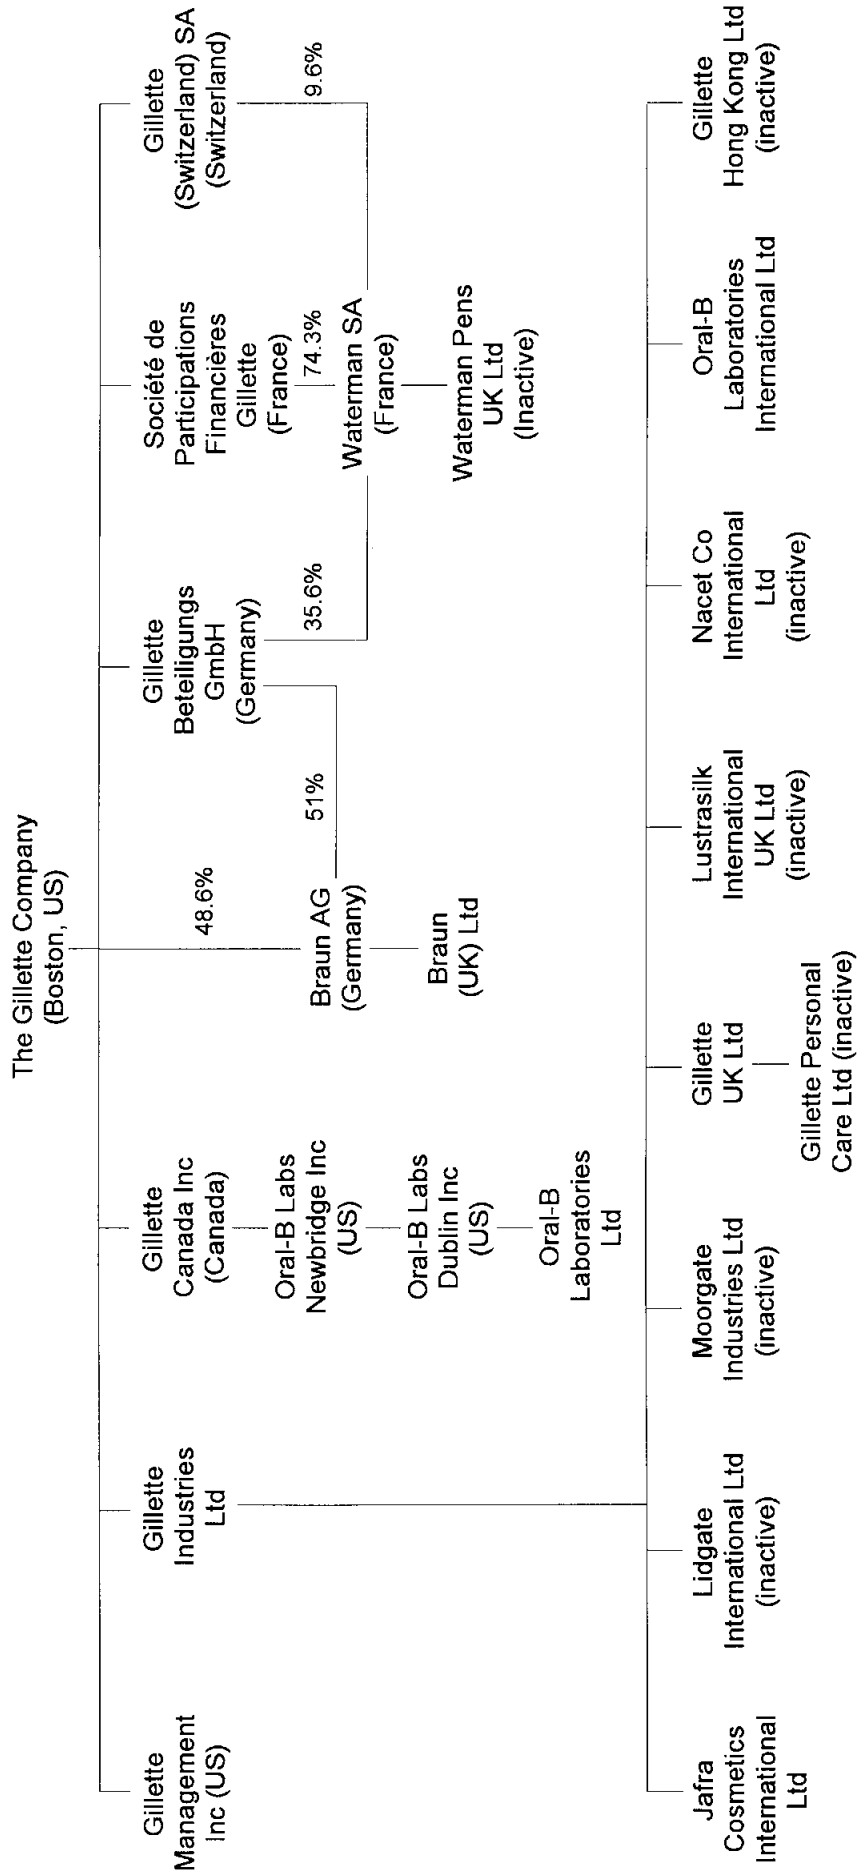 The Gillette Company
(Boston, US)
Gillette
Management
Inc (US)
Gillette
Industries
Ltd
Gillette
Canada Inc
(Canada)
Oral-B Labs
Newbridge Inc
(US)
Oral-B Labs
Dublin Inc
(US)
Oral-B
Laboratories
Ltd
48.6%
Braun AG
(Germany)
Braun
(UK) Ltd
51%
Gillette
Beteiligungs
GmbH
(Germany)
35.6%
Société de
Participations
Financières
Gillette
(France)
74.3%
Waterman SA
(France)
Waterman Pens
UK Ltd
(Inactive)
Gillette
(Switzerland) SA
(Switzerland)
9.6%
Jafra
Cosmetics
International
Ltd
Lidgate
International Ltd
(inactive)
Moorgate
Industries Ltd
(inactive)
Gillette
UK Ltd
Gillette Personal
Care Ltd (inactive)
Lustrasilk
International
UK Ltd
(inactive)
Nacet Co
International
Ltd
(inactive)
Oral-B
Laboratories
International Ltd
Gillette
Hong Kong Ltd
(inactive)